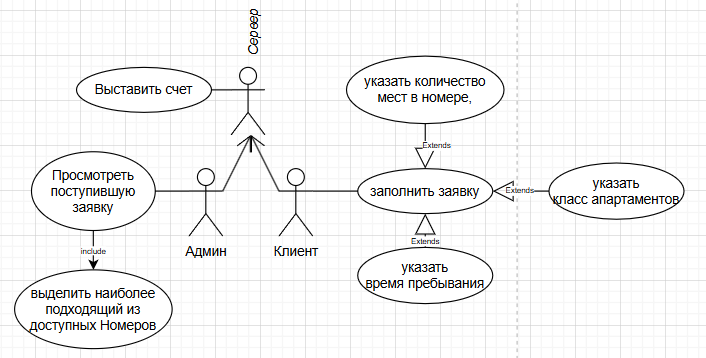 Сервер
Выставить счет
указать количество
мест в номере,
Extends
Просмотреть
поступившую
заявку
заполнить заявку
Extends
указать
класс апартаментов
Админ
Клиент
include
Extends
указать
время пребывания
выделить наиболее
подходящий из
доступных Номеров